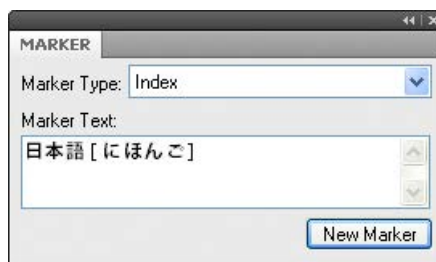 MARKER
Marker Type: Index
Marker Text:
日本語 [ にほんご ]
New Marker